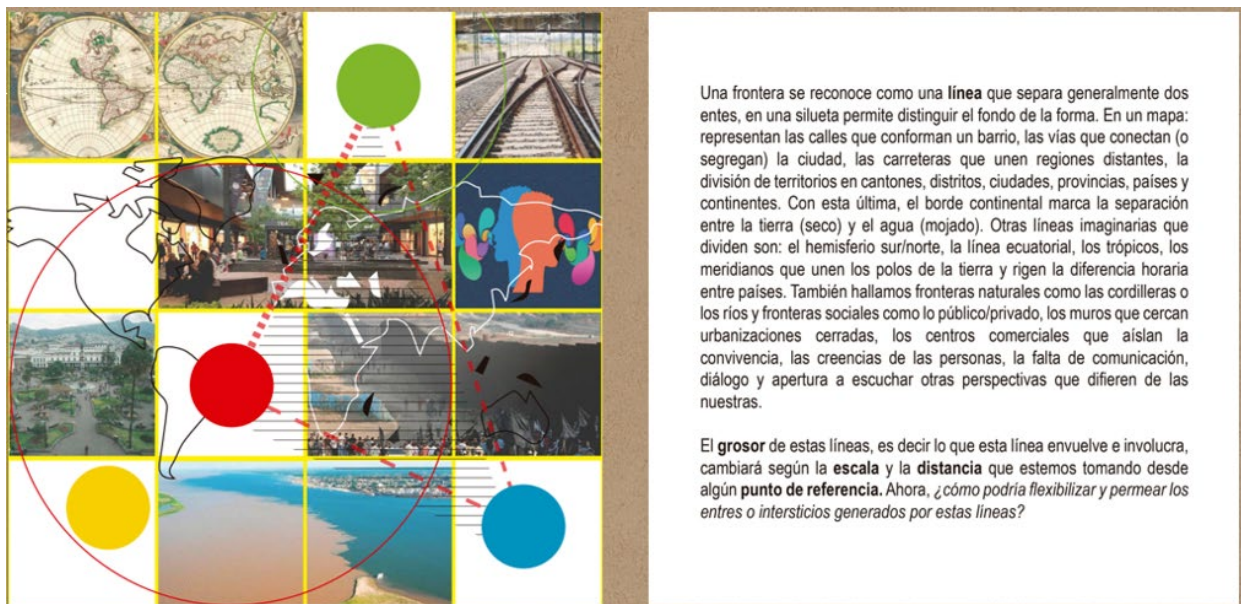 Una frontera se reconoce como una línea que separa generalmente dos
entes, en una silueta permite distinguir el fondo de la forma. En un mapa:
representan las calles que conforman un barrio, las vías que conectan (o
segregan) la ciudad, las carreteras que unen regiones distantes, la
división de territorios en cantones, distritos, ciudades, provincias, países y
continentes. Con esta última, el borde continental marca la separación
entre la tierra (seco) y el agua (mojado). Otras líneas imaginarias que
dividen son: el hemisferio sur/norte, la línea ecuatorial, los trópicos, los
meridianos que unen los polos de la tierra y rigen la diferencia horaria
entre países. También hallamos fronteras naturales como las cordilleras o
los ríos y fronteras sociales como lo público/privado, los muros que cercan
urbanizaciones cerradas, los centros comerciales que aíslan la
convivencia, las creencias de las personas, la falta de comunicación,
diálogo y apertura a escuchar otras perspectivas que difieren de las
nuestras.
El grosor de estas líneas, es decir lo que esta línea envuelve e involucra,
cambiará según la escala y la distancia que estemos tomando desde
algún punto de referencia. Ahora, ¿cómo podría flexibilizar y permear los
entres o intersticios generados por estas líneas?